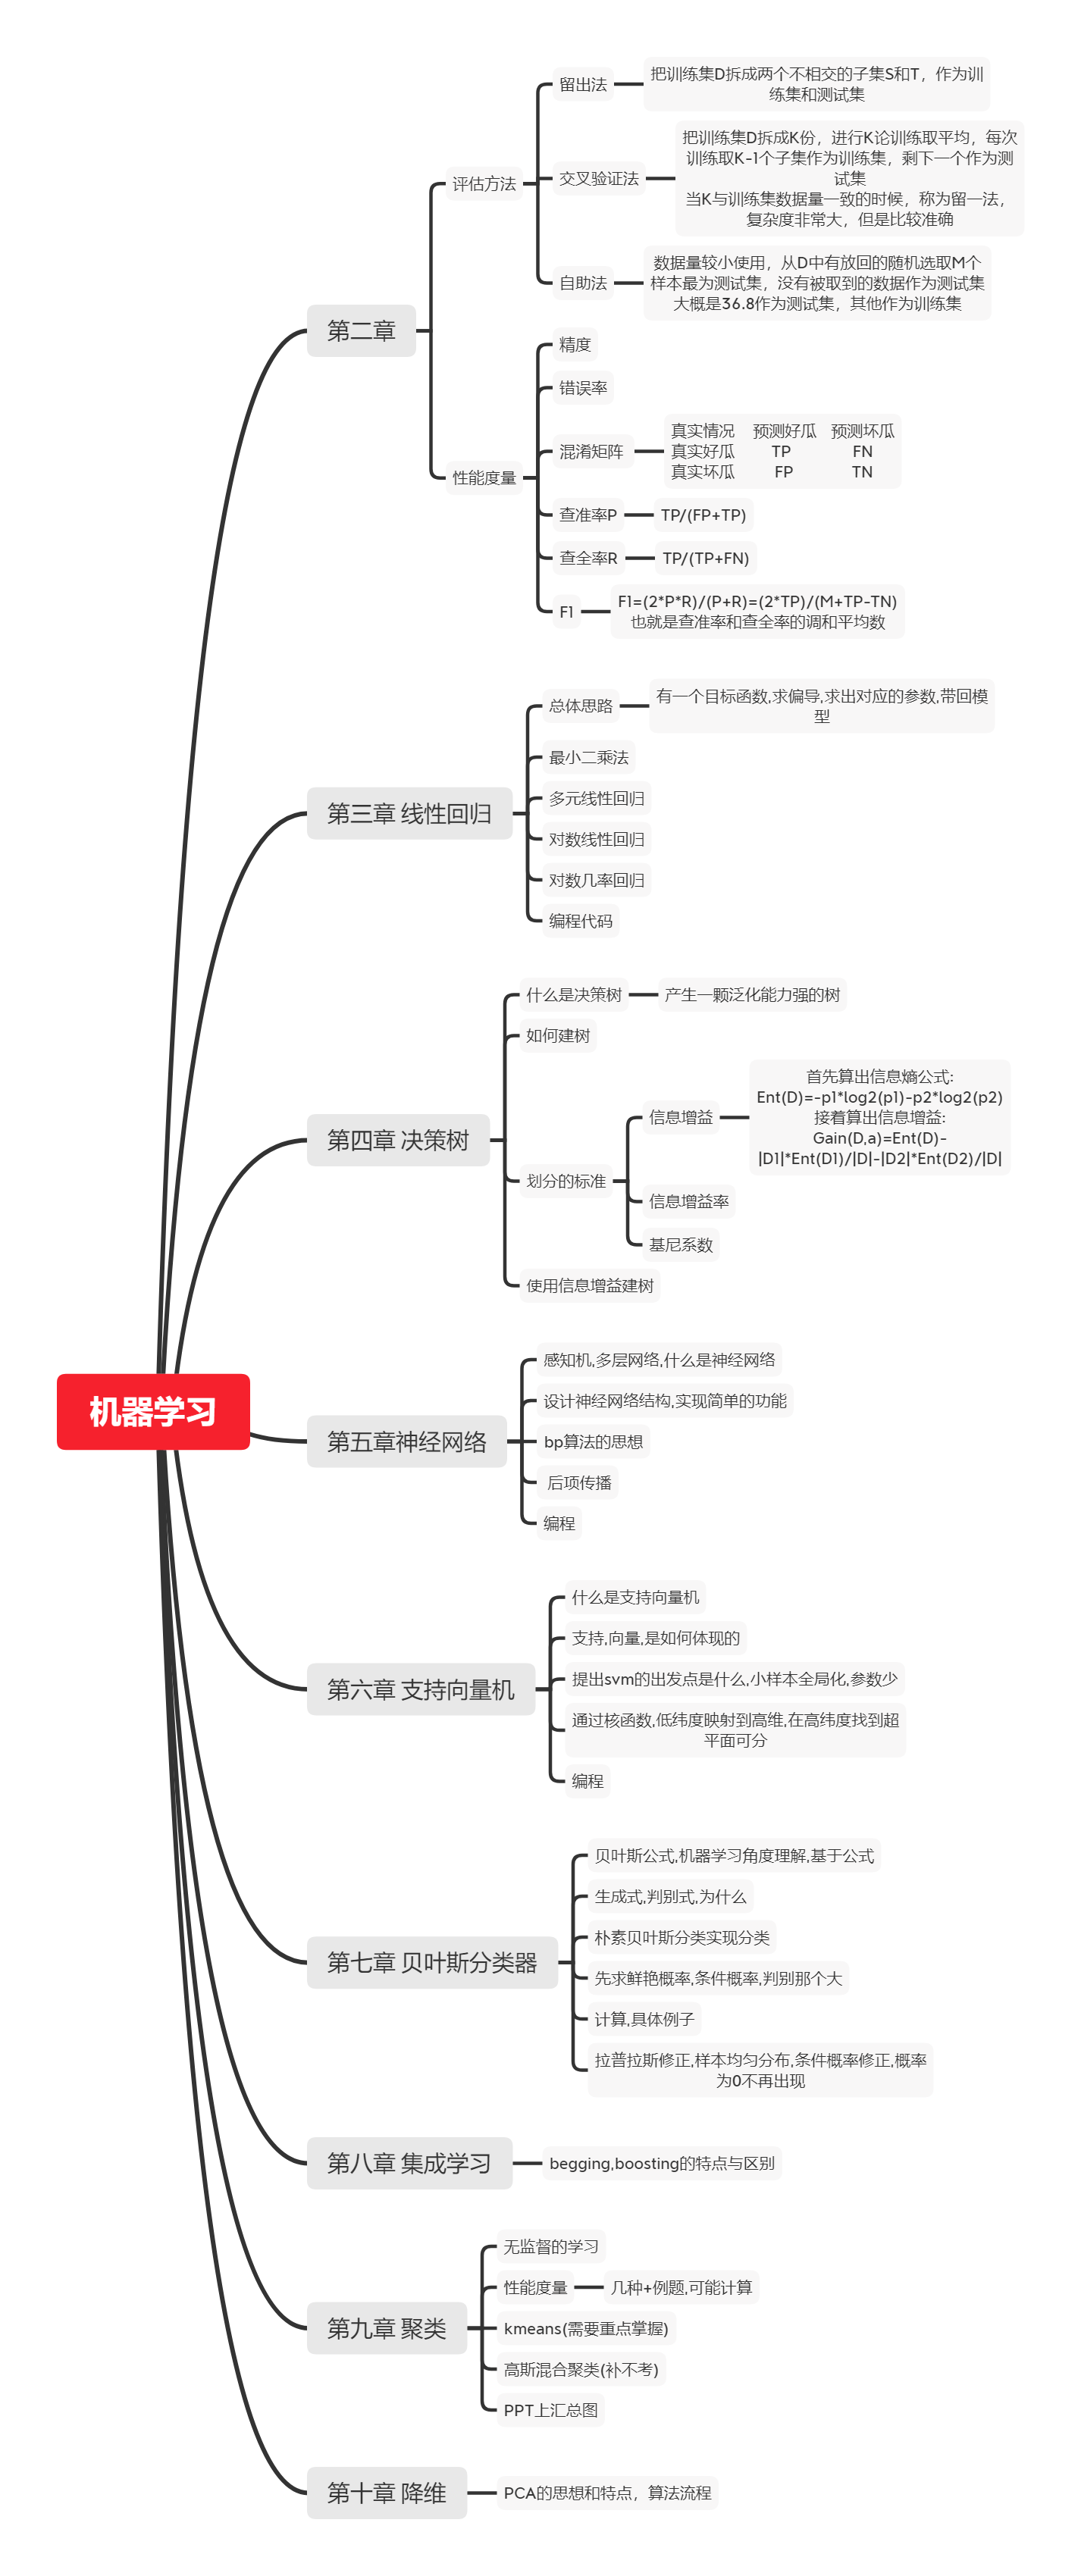 机器学习
第二章
评估方法
留出法
把训练集D拆成两个不相交的子集S和T，作为训
练集和测试集
交叉验证法
把训练集D拆成K份，进行K论训练取平均，每次
训练取K-1个子集作为训练集，剩下一个作为测
试集
当K与训练集数据量一致的时候，称为留一法，
复杂度非常大，但是比较准确
自助法
数据量较小使用，从D中有放回的随机选取M个
样本最为测试集，没有被取到的数据作为测试集
大概是36.8作为测试集，其他作为训练集
性能度量
精度
错误率
混淆矩阵
真实情况 预测好瓜 预测坏瓜
真实好瓜 TP FN
真实坏瓜 FP TN
查准率P
TP/(FP+TP)
查全率R
TP/(TP+FN)
F1
F1=(2*P*R)/(P+R)=(2*TP)/(M+TP-TN)
也就是查准率和查全率的调和平均数
第三章 线性回归
总体思路
有一个目标函数,求偏导,求出对应的参数,带回模
型
最小二乘法
多元线性回归
对数线性回归
对数几率回归
编程代码
第四章 决策树
什么是决策树
产生一颗泛化能力强的树
如何建树
划分的标准
信息增益
首先算出信息熵公式:
Ent(D)=-p1*log2(p1)-p2*log2(p2)
接着算出信息增益:
Gain(D,a)=Ent(D)-
|D1|*Ent(D1)/|D|-|D2|*Ent(D2)/|D|
信息增益率
基尼系数
使用信息增益建树
第五章神经网络
感知机,多层网络,什么是神经网络
设计神经网络结构,实现简单的功能
bp算法的思想
后项传播
编程
第六章 支持向量机
什么是支持向量机
支持,向量,是如何体现的
提出svm的出发点是什么,小样本全局化,参数少
通过核函数,低纬度映射到高维,在高纬度找到超
平面可分
编程
第七章 贝叶斯分类器
贝叶斯公式,机器学习角度理解,基于公式
生成式,判别式,为什么
朴素贝叶斯分类实现分类
先求鲜艳概率,条件概率,判别那个大
计算,具体例子
拉普拉斯修正,样本均匀分布,条件概率修正,概率
为0不再出现
第八章 集成学习
begging,boosting的特点与区别
第九章 聚类
无监督的学习
性能度量
几种+例题,可能计算
kmeans(需要重点掌握)
高斯混合聚类(补不考)
PPT上汇总图
第十章 降维
PCA的思想和特点，算法流程